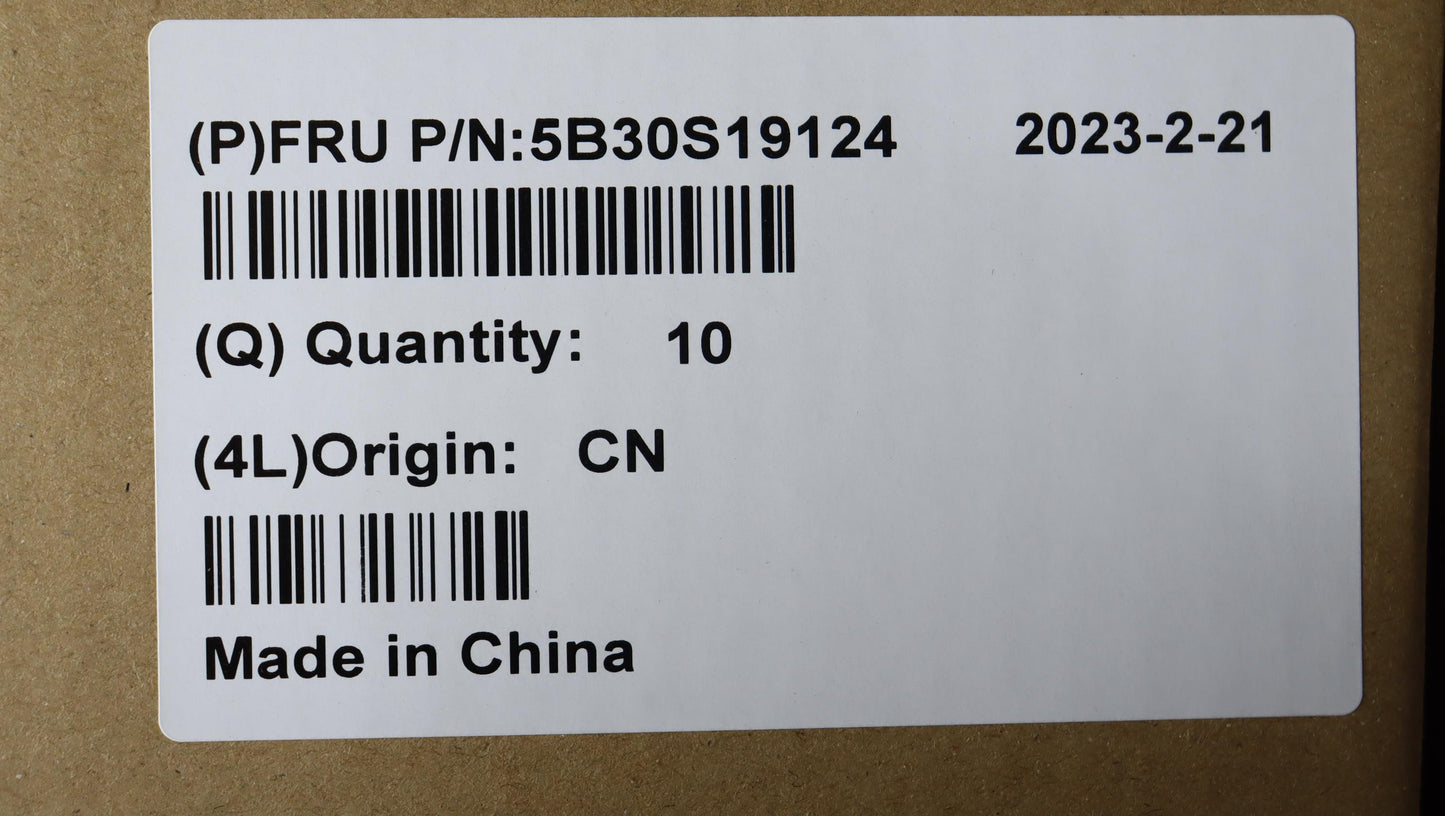 (P)FRU P/N:5B30S19124 2023-2-21
(Q) Quantity: 10
(4L)Origin: CN
Made in China